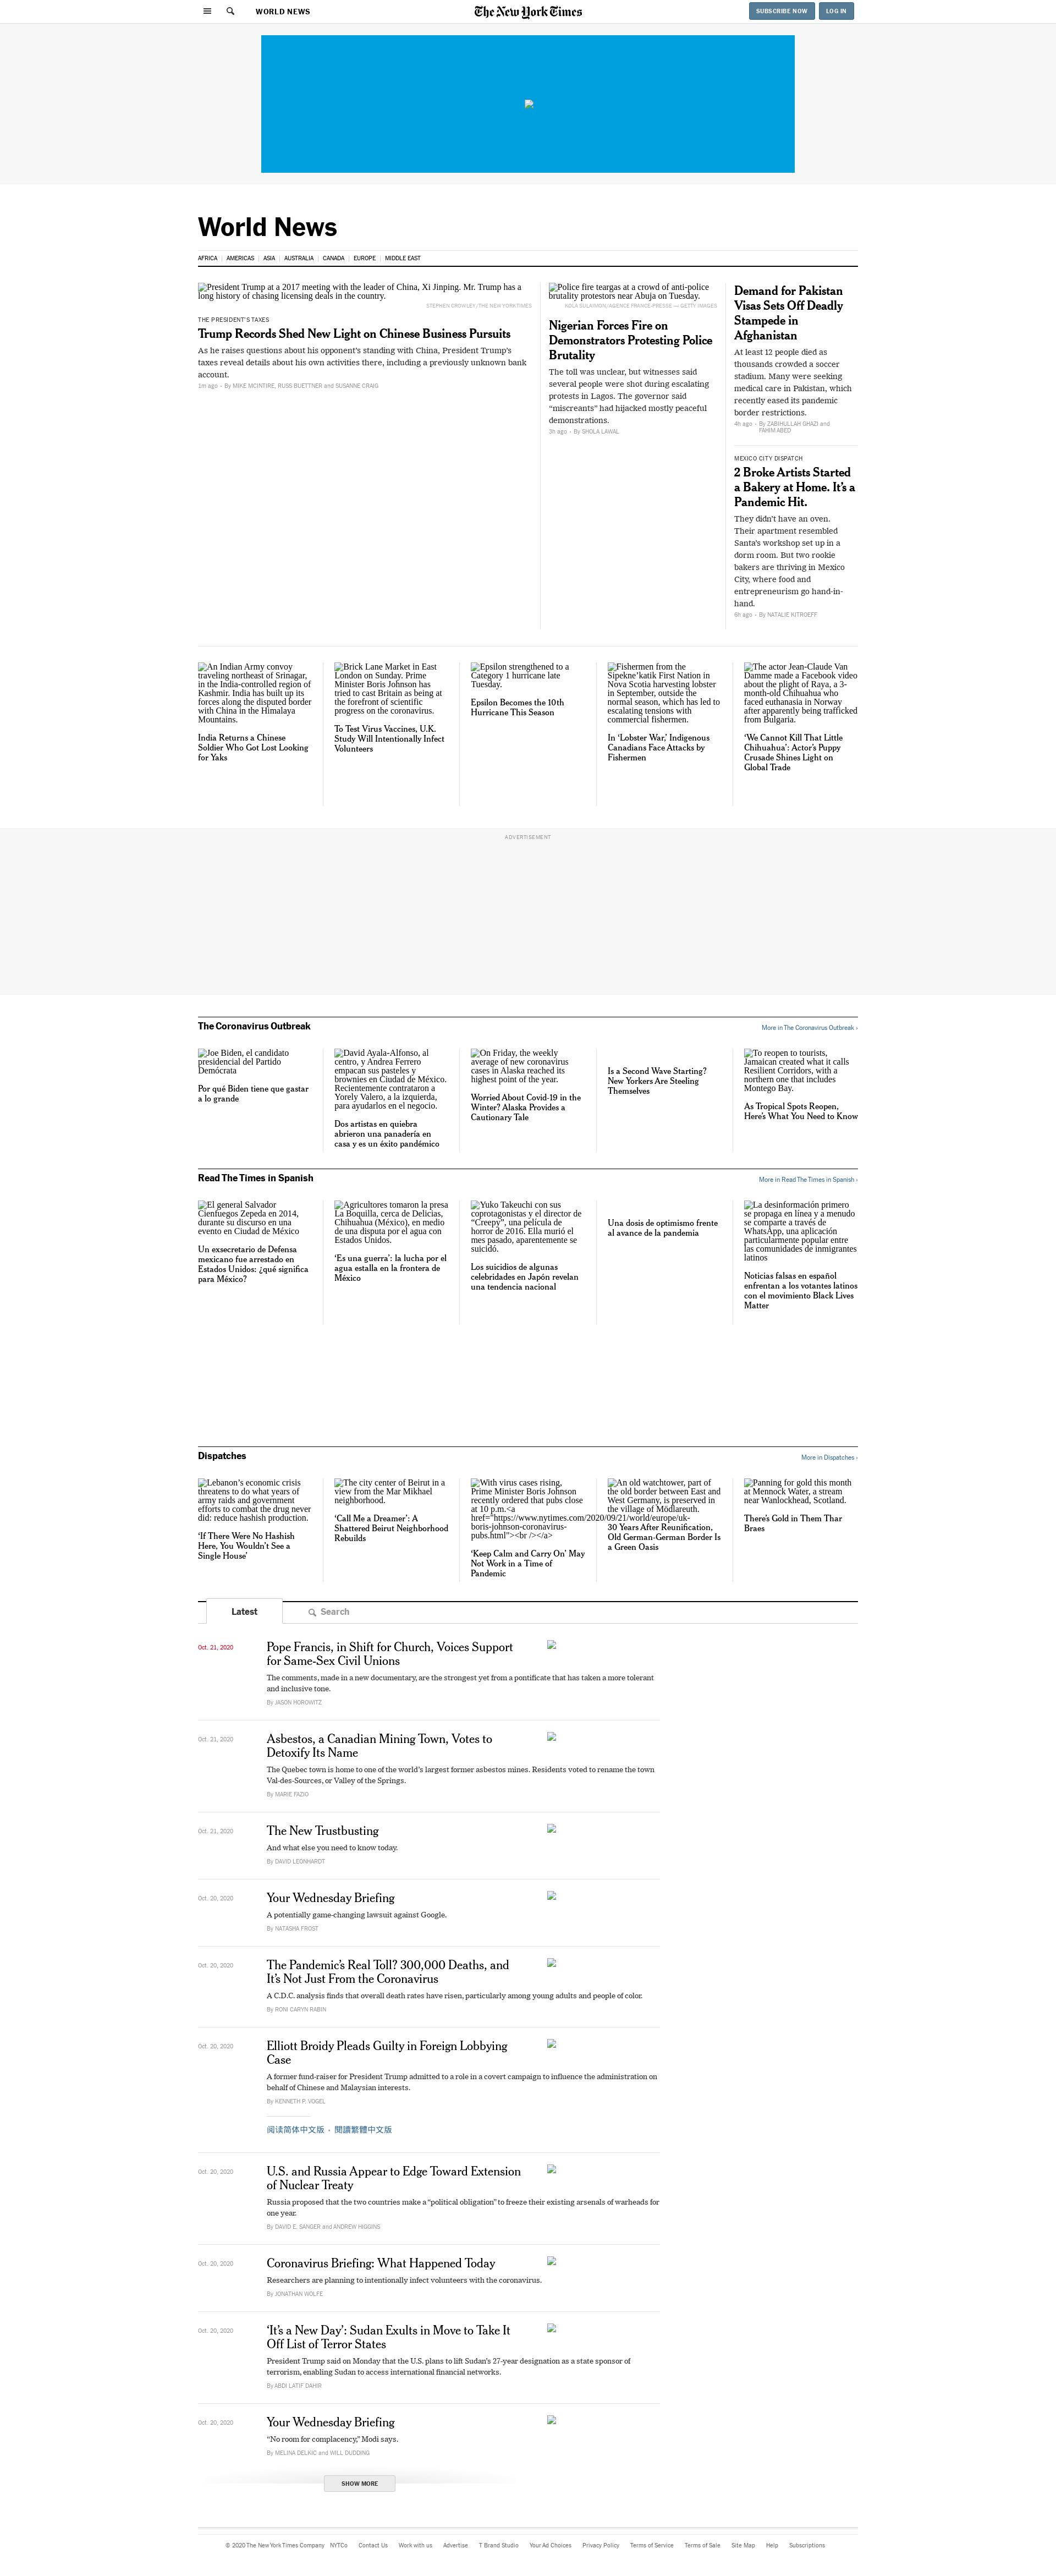 WORLD NEWS
The New York Times
SUBSCRIBE NOW
LOG IN
World News
AFRICA | AMERICAS | ASIA | AUSTRALIA | CANADA | EUROPE | MIDDLE EAST
President Trump at a 2017 meeting with the leader of China, Xi Jinping. Mr. Trump has a
long history of chasing licensing deals in the country.
STEPHEN CROWLEY/THE NEW YORK TIMES
THE PRESIDENT'S TAXES
Trump Records Shed New Light on Chinese Business Pursuits
As he raises questions about his opponent's standing with China, President Trump's
taxes reveal details about his own activities there, including a previously unknown bank
account.
1m ago - By MIKE MCINTIRE, RUSS BUETTNER and SUSANNE CRAIG
Police fire teargas at a crowd of anti-police
brutality protestors near Abuja on Tuesday.
KOLA SULAIMON/AGENCE FRANCE-PRESSE — GETTY IMAGES
Nigerian Forces Fire on
Demonstrators Protesting Police
Brutality
The toll was unclear, but witnesses said
several people were shot during escalating
protests in Lagos. The governor said
“miscreants” had hijacked mostly peaceful
demonstrations.
3h ago - By SHOLA LAWAL
Demand for Pakistan
Visas Sets Off Deadly
Stampede in
Afghanistan
At least 12 people died as
thousands crowded a soccer
stadium. Many were seeking
medical care in Pakistan, which
recently eased its pandemic
border restrictions.
4h ago - By ZABIHULLAH GHAZI and
FAHIM ABED
MEXICO CITY DISPATCH
2 Broke Artists Started
a Bakery at Home. It's a
Pandemic Hit.
They didn't have an oven.
Their apartment resembled
Santa's workshop set up in a
dorm room. But two rookie
bakers are thriving in Mexico
City, where food and
entrepreneurism go hand-in-
hand.
6h ago - By NATALIE KITROEFF
An Indian Army convoy
traveling northeast of Srinagar,
in the India-controlled region of
Kashmir. India has built up its
forces along the disputed border
with China in the Himalaya
Mountains.
India Returns a Chinese
Soldier Who Got Lost Looking
for Yaks
Brick Lane Market in East
London on Sunday. Prime
Minister Boris Johnson has
tried to cast Britain as being at
the forefront of scientific
progress on the coronavirus.
To Test Virus Vaccines, U.K.
Study Will Intentionally Infect
Volunteers
Epsilon strengthened to a
Category 1 hurricane late
Tuesday.
Epsilon Becomes the 10th
Hurricane This Season
Fishermen from the
Sipekne'katik First Nation in
Nova Scotia harvesting lobster
in September, outside the
normal season, which has led to
escalating tensions with
commercial fishermen.
In ‘Lobster War,’ Indigenous
Canadians Face Attacks by
Fishermen
The actor Jean-Claude Van
Damme made a Facebook video
about the plight of Raya, a 3-
month-old Chihuahua who
faced euthanasia in Norway
after apparently being trafficked
from Bulgaria.
‘We Cannot Kill That Little
Chihuahua’: Actor's Puppy
Crusade Shines Light on
Global Trade
ADVERTISEMENT
The Coronavirus Outbreak
More in The Coronavirus Outbreak ›
Joe Biden, el candidato
presidencial del Partido
Demócrata
Por qué Biden tiene que gastar
a lo grande
David Ayala-Alfonso, al
centro, y Andrea Ferrero
empacan sus pasteles y
brownies en Ciudad de México.
Recientemente contrataron a
Yorely Valero, a la izquierda,
para ayudarlos en el negocio.
Dos artistas en quiebra
abrieron una panadería en
casa y es un éxito pandémico
On Friday, the weekly
average of new coronavirus
cases in Alaska reached its
highest point of the year.
Worried About Covid-19 in the
Winter? Alaska Provides a
Cautionary Tale
Is a Second Wave Starting?
New Yorkers Are Steeling
Themselves
To reopen to tourists,
Jamaican created what it calls
Resilient Corridors, with a
northern one that includes
Montego Bay.
As Tropical Spots Reopen,
Here's What You Need to Know
Read The Times in Spanish
More in Read The Times in Spanish ›
El general Salvador
Cienfuegos Zepeda en 2014,
durante su discurso en una
evento en Ciudad de México
Un exsecretario de Defensa
mexicano fue arrestado en
Estados Unidos: ¿qué significa
para México?
Agricultores tomaron la presa
La Boquilla, cerca de Delicias,
Chihuahua (México), en medio
de una disputa por el agua con
Estados Unidos.
‘Es una guerra’: la lucha por el
agua estalla en la frontera de
México
Yuko Takeuchi con sus
coprotagonistas y el director de
“Creepy”, una película de
horror de 2016. Ella murió el
mes pasado, aparentemente se
suicidó.
Los suicidios de algunas
celebridades en Japón revelan
una tendencia nacional
Una dosis de optimismo frente
al avance de la pandemia
La desinformación primero
se propaga en línea y a menudo
se comparte a través de
WhatsApp, una aplicación
particularmente popular entre
las comunidades de inmigrantes
latinos
Noticias falsas en español
enfrentan a los votantes latinos
con el movimiento Black Lives
Matter
Dispatches
More in Dispatches ›
Lebanon's economic crisis
threatens to do what years of
army raids and government
efforts to combat the drug never
did: reduce hashish production.
‘If There Were No Hashish
Here, You Wouldn't See a
Single House’
The city center of Beirut in a
view from the Mar Mikhael
neighborhood.
‘Call Me a Dreamer’: A
Shattered Beirut Neighborhood
Rebuilds
With virus cases rising,
Prime Minister Boris Johnson
recently ordered that pubs close
at 10 p.m.<a
href="https://www.nytimes.com/2020/09/21/world/europe/uk-
boris-johnson-coronavirus-
pubs.html"><br /></a>
‘Keep Calm and Carry On’ May
Not Work in a Time of
Pandemic
An old watchtower, part of
the old border between East and
West Germany, is preserved in
the village of Mödlareuth.
30 Years After Reunification,
Old German-German Border Is
a Green Oasis
Panning for gold this month
at Mennock Water, a stream
near Wanlockhead, Scotland.
There's Gold in Them Thar
Braes
Latest
Search
Oct. 21, 2020
Pope Francis, in Shift for Church, Voices Support
for Same-Sex Civil Unions
The comments, made in a new documentary, are the strongest yet from a pontificate that has taken a more tolerant
and inclusive tone.
By JASON HOROWITZ
Oct. 21, 2020
Asbestos, a Canadian Mining Town, Votes to
Detoxify Its Name
The Quebec town is home to one of the world's largest former asbestos mines. Residents voted to rename the town
Val-des-Sources, or Valley of the Springs.
By MARIE FAZIO
Oct. 21, 2020
The New Trustbusting
And what else you need to know today.
By DAVID LEONHARDT
Oct. 20, 2020
Your Wednesday Briefing
A potentially game-changing lawsuit against Google.
By NATASHA FROST
Oct. 20, 2020
The Pandemic's Real Toll? 300,000 Deaths, and
It's Not Just From the Coronavirus
A C.D.C. analysis finds that overall death rates have risen, particularly among young adults and people of color.
By RONI CARYN RABIN
Oct. 20, 2020
Elliott Broidy Pleads Guilty in Foreign Lobbying
Case
A former fund-raiser for President Trump admitted to a role in a covert campaign to influence the administration on
behalf of Chinese and Malaysian interests.
By KENNETH P. VOGEL
阅读简体中文版 · 閱讀繁體中文版
Oct. 20, 2020
U.S. and Russia Appear to Edge Toward Extension
of Nuclear Treaty
Russia proposed that the two countries make a “political obligation” to freeze their existing arsenals of warheads for
one year.
By DAVID E. SANGER and ANDREW HIGGINS
Oct. 20, 2020
Coronavirus Briefing: What Happened Today
Researchers are planning to intentionally infect volunteers with the coronavirus.
By JONATHAN WOLFE
Oct. 20, 2020
‘It's a New Day’: Sudan Exults in Move to Take It
Off List of Terror States
President Trump said on Monday that the U.S. plans to lift Sudan's 27-year designation as a state sponsor of
terrorism, enabling Sudan to access international financial networks.
By ABDI LATIF DAHIR
Oct. 20, 2020
Your Wednesday Briefing
“No room for complacency,” Modi says.
By MELINA DELKIC and WILL DUDDING
SHOW MORE
© 2020 The New York Times Company NYTCo Contact Us Work with us Advertise T Brand Studio Your Ad Choices Privacy Policy Terms of Service Terms of Sale Site Map Help Subscriptions